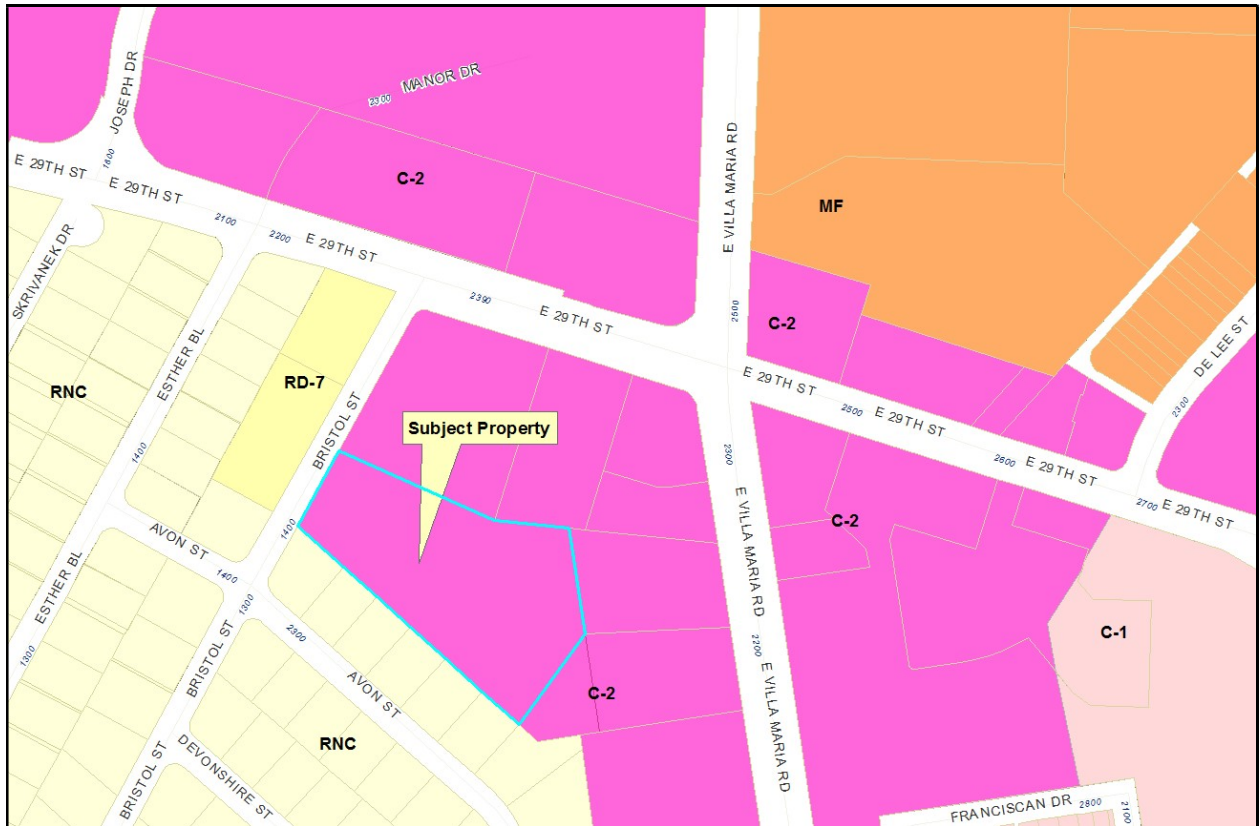 MANOR DR
2300
JOSEPH DR
1600
E VILLA MARIA RD
E 29TH ST
E 29TH ST
C-2
MF
2100
2200
E 29TH ST
SKRIVANEK DR
2390
E 29TH ST
2500
C-2
DE LEE ST
2300
ESTHER BL
RNC
RD-7
E 29TH ST
2500
E 29TH ST
BRISTOL ST
Subject Property
1400
2300
2600
E 29TH ST
2700
E 29TH ST
E VILLA MARIA RD
C-2
1400
AVON ST
1400
ESTHER BL
1300
1300
2300
BRISTOL ST
C-1
2200
AVON ST
C-2
E VILLA MARIA RD
RNC
DEVONSHIRE ST
BRISTOL ST
FRANCISCAN DR
2800
2100